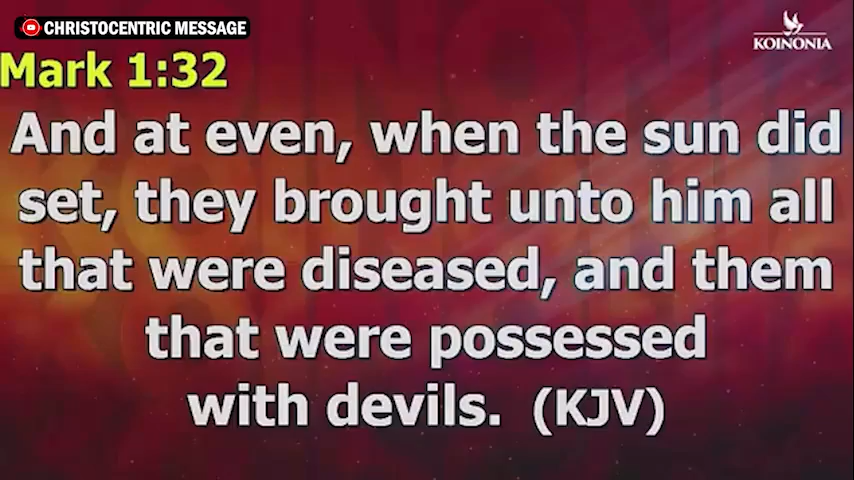 CHRISTOCENTRIC MESSAGE
KOINONIA
Mark 1:32
And at even, when the sun did
set, they brought unto him all
that were diseased, and them
that were possessed
with devils. (KJV)